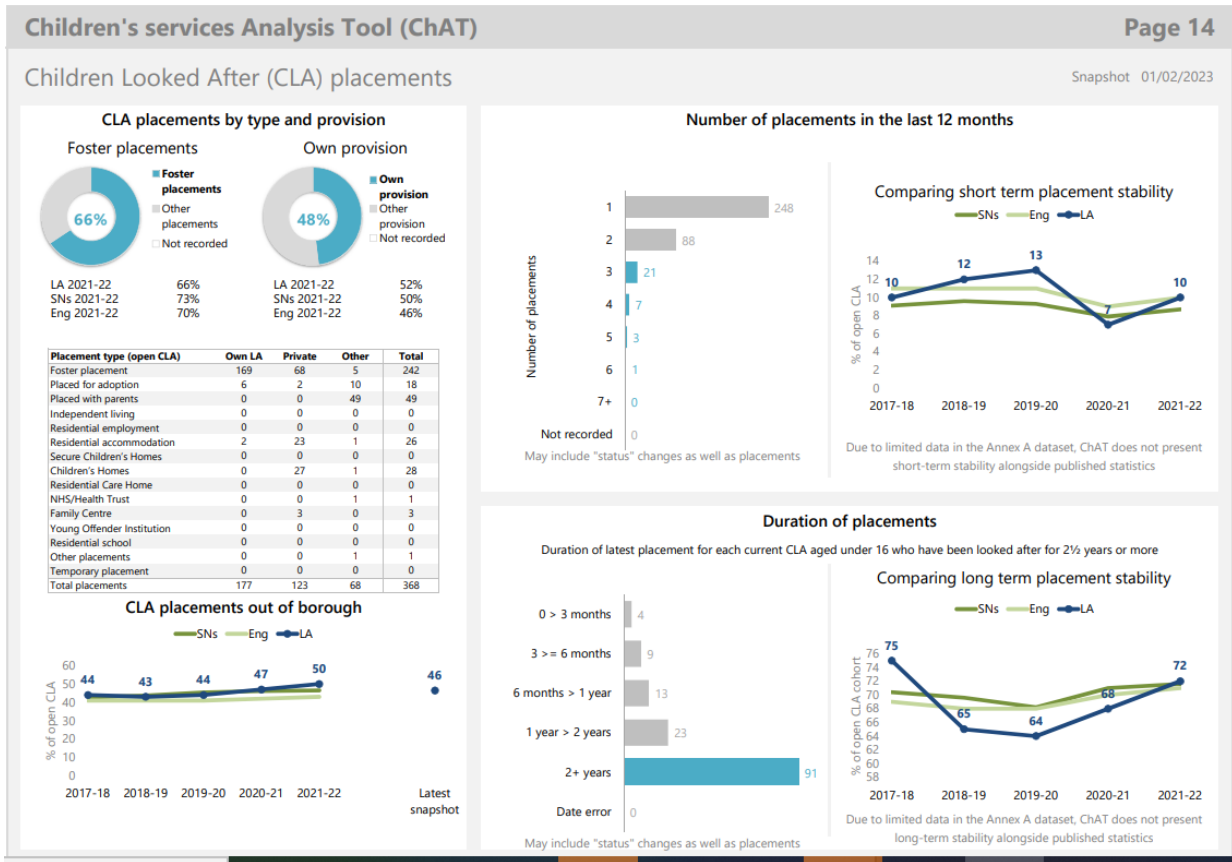 Children's services Analysis Tool (ChAT)
Page 14
Children Looked After (CLA) placements
Snapshot 01/02/2023
CLA placements by type and provision
Foster placements
Own provision
66%
Foster
placements
Other
placements
Not recorded
48%
Own
provision
Other
provision
Not recorded
LA 2021-22 66%
SNs 2021-22 73%
Eng 2021-22 70%
LA 2021-22 52%
SNs 2021-22 50%
Eng 2021-22 46%
Placement type (open CLA) Own LA Private Other Total
Foster placement 169 68 5 242
Placed for adoption 6 2 10 18
Placed with parents 0 0 49 49
Independent living 0 0 0 0
Residential employment 0 0 0 0
Residential accommodation 2 23 1 26
Secure Children's Homes 0 0 0 0
Children's Homes 0 27 1 28
Residential Care Home 0 0 0 0
NHS/Health Trust 0 0 1 1
Family Centre 0 3 0 3
Young Offender Institution 0 0 0 0
Residential school 0 0 0 0
Other placements 0 0 1 1
Temporary placement 0 0 0 0
Total placements 177 123 68 368
CLA placements out of borough
SNs Eng LA
% of open CLA
60
50
40
30
20
10
0
44 43 44 47 50 46
2017-18 2018-19 2019-20 2020-21 2021-22 Latest
snapshot
Number of placements in the last 12 months
Number of placements
1 248
2 88
3 21
4 7
5 3
6 1
7+ 0
Not recorded 0
May include "status" changes as well as placements
Comparing short term placement stability
SNs Eng LA
% of open CLA
14
12
10
8
6
4
2
0
10 12 13 7 10
2017-18 2018-19 2019-20 2020-21 2021-22
Due to limited data in the Annex A dataset, ChAT does not present
short-term stability alongside published statistics
Duration of placements
Duration of latest placement for each current CLA aged under 16 who have been looked after for 2½ years or more
0 > 3 months 4
3 >= 6 months 9
6 months > 1 year 13
1 year > 2 years 23
2+ years 91
Date error 0
May include "status" changes as well as placements
Comparing long term placement stability
SNs Eng LA
% of open CLA cohort
76
74
72
70
68
66
64
62
60
58
75 65 64 68 72
2017-18 2018-19 2019-20 2020-21 2021-22
Due to limited data in the Annex A dataset, ChAT does not present
long-term stability alongside published statistics